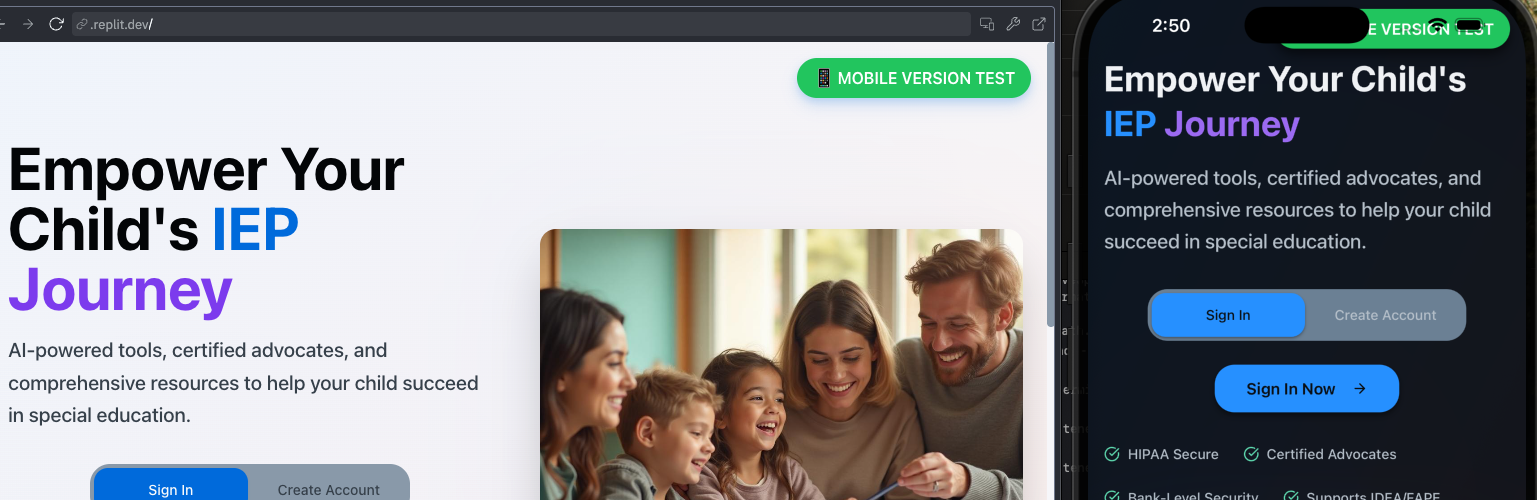 .replit.dev/
📱 MOBILE VERSION TEST
Empower Your
Child's IEP
Journey
AI-powered tools, certified advocates, and
comprehensive resources to help your child succeed
in special education.
Sign In
Create Account
2:50
E VERSION TEST
Empower Your Child's
IEP Journey
AI-powered tools, certified advocates, and
comprehensive resources to help your child
succeed in special education.
Sign In
Create Account
Sign In Now →
HIPAA Secure
Certified Advocates
Bank-Level Security
Supports IDEA/FAPE